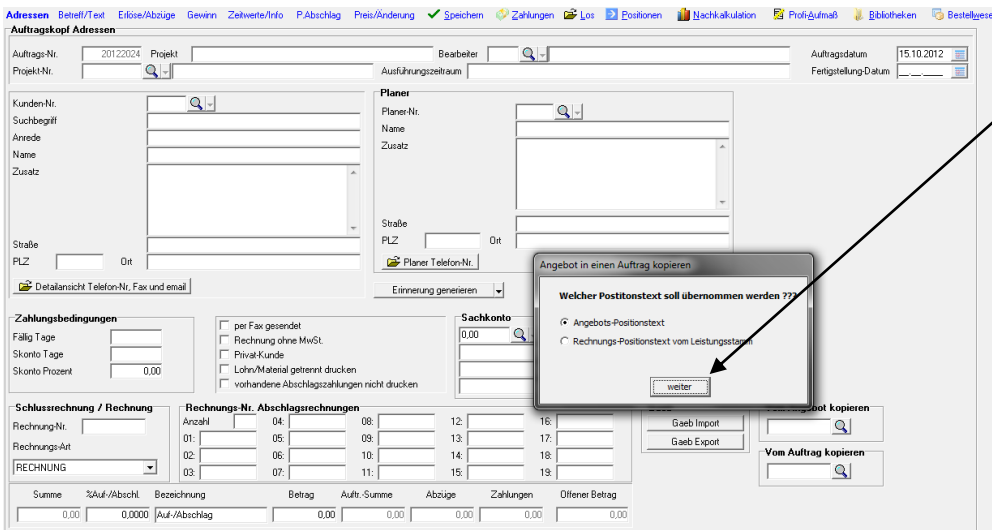 Adressen Betreff/Text Erlöse/Abzüge Gewinn Zeitwerte/Info P.Abschlag Preis/Änderung Speichern Zahlungen Los Positionen Nachkalkulation Profi-Aufmaß Bibliotheken Bestellwese
Auftragskopf Adressen
Auftrags-Nr. 20122024 Projekt Bearbeiter Auftragsdatum 15.10.2012
Projekt-Nr. Ausführungszeitraum Fertigstellung-Datum __.__.____
Kunden-Nr.
Suchbegriff
Anrede
Name
Zusatz
Straße
PLZ Ort
Detailansicht Telefon-Nr, Fax und email
Planer
Planer-Nr.
Name
Zusatz
Straße
PLZ Ort
Planer Telefon-Nr.
Erinnerung generieren
Angebot in einen Auftrag kopieren
Welcher Postitonstext soll übernommen werden ???
Angebots-Positionstext
Rechnungs-Positionstext vom Leistungsstamm
weiter
Zahlungsbedingungen
Fällig Tage
Skonto Tage
Skonto Prozent 0,00
per Fax gesendet
Rechnung ohne MwSt.
Privat-Kunde
Lohn/Material getrennt drucken
vorhandene Abschlagszahlungen nicht drucken
Sachkonto
0,00
Schlussrechnung / Rechnung
Rechnung-Nr.
Rechnungs-Art
RECHNUNG
Rechnungs-Nr. Abschlagsrechnungen
Anzahl 04: 08: 12: 16:
01: 05: 09: 13: 17:
02: 06: 10: 14: 18:
03: 07: 11: 15: 19:
Gaeb Import
Gaeb Export
kopieren
Vom Auftrag kopieren
Summe %Auf-/Abschl. Bezeichnung Betrag Auftr.-Summe Abzüge Zahlungen Offener Betrag
0,00 0,0000 Auf-/Abschlag 0,00 0,00 0,00 0,00 0,00